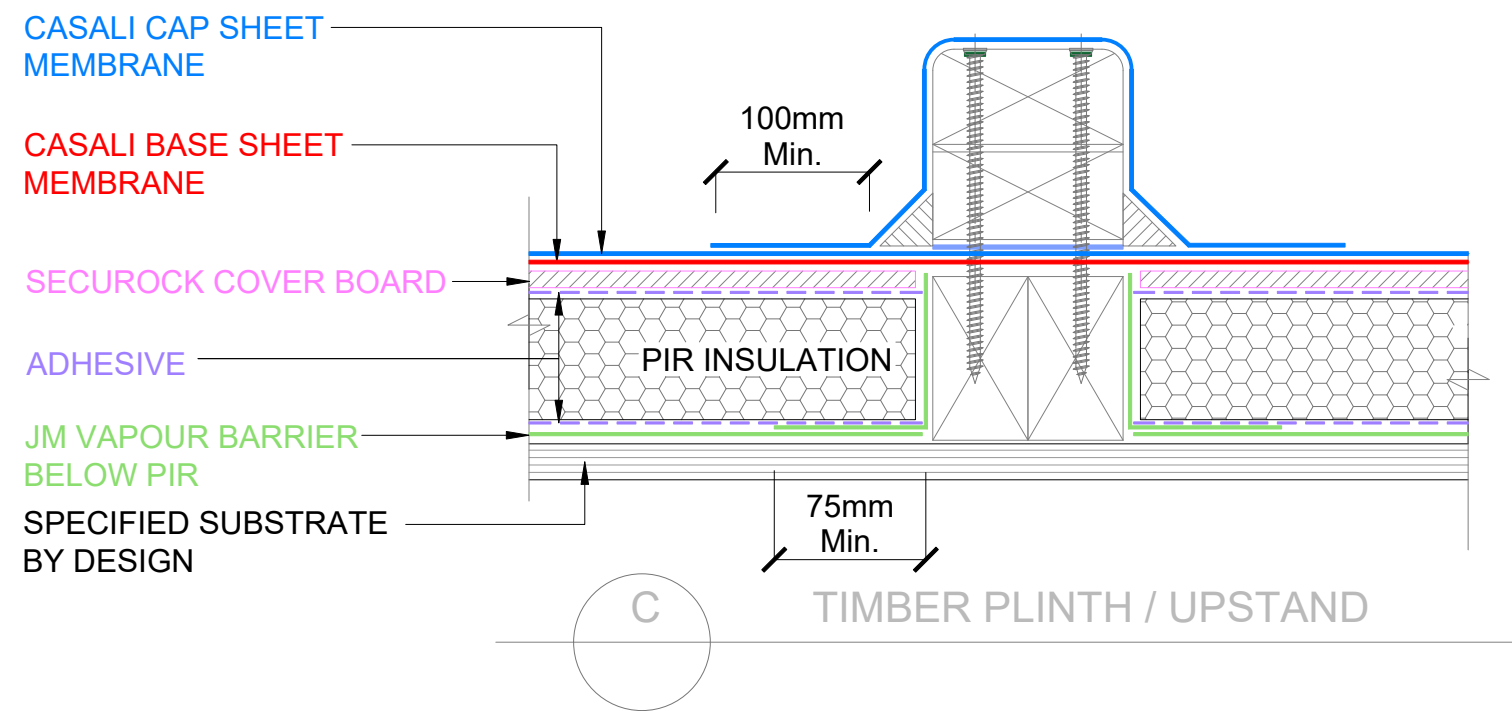 CASALI CAP SHEET
MEMBRANE
100mm
Min.
CASALI BASE SHEET
MEMBRANE
SECUROCK COVER BOARD
PIR INSULATION
ADHESIVE
JM VAPOUR BARRIER
BELOW PIR
75mm
Min.
SPECIFIED SUBSTRATE
BY DESIGN
C
TIMBER PLINTH / UPSTAND